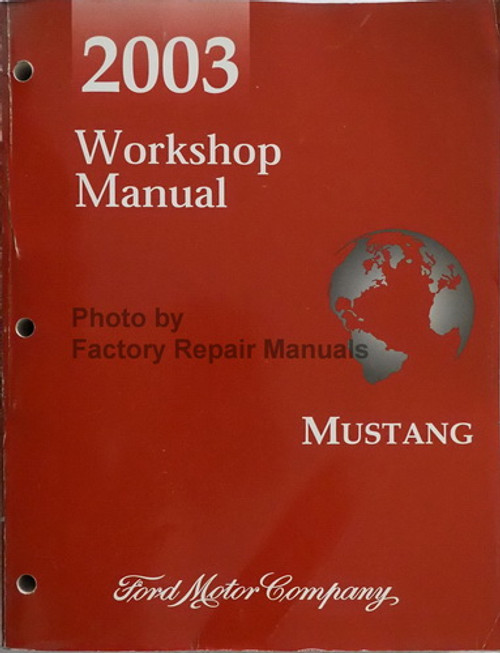 2003
Workshop
Manual
Photo by
Factory Repair Manuals
MUSTANG
Ford Motor Company